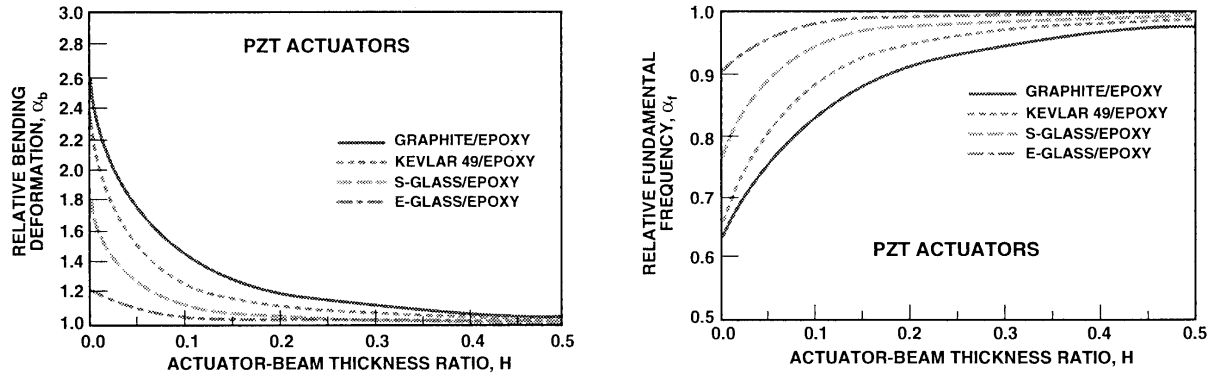 3.0
2.8
2.6
2.4
2.2
2.0
1.8
1.6
1.4
1.2
1.0
RELATIVE BENDING
DEFORMATION, αb
PZT ACTUATORS
GRAPHITE/EPOXY
KEVLAR 49/EPOXY
S-GLASS/EPOXY
E-GLASS/EPOXY
0.0 0.1 0.2 0.3 0.4 0.5
ACTUATOR-BEAM THICKNESS RATIO, H
1.0
0.9
0.8
0.7
0.6
0.5
RELATIVE FUNDAMENTAL
FREQUENCY, αf
GRAPHITE/EPOXY
KEVLAR 49/EPOXY
S-GLASS/EPOXY
E-GLASS/EPOXY
PZT ACTUATORS
0.0 0.1 0.2 0.3 0.4 0.5
ACTUATOR-BEAM THICKNESS RATIO, H